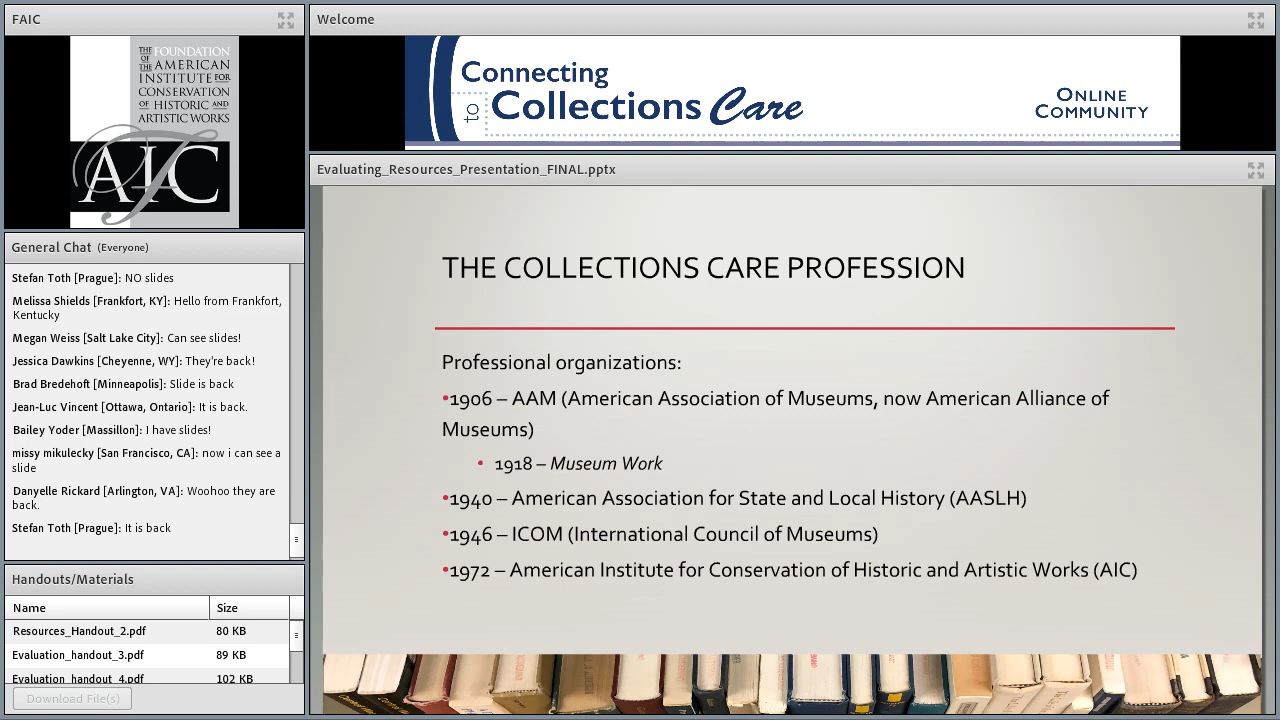 FAIC
THE FOUNDATION
OF THE AMERICAN
INSTITUTE FOR
CONSERVATION
OF HISTORIC AND
ARTISTIC WORKS
AIC
General Chat (Everyone)
Stefan Toth [Prague]: NO slides
Melissa Shields [Frankfort, KY]: Hello from Frankfort,
Kentucky
Megan Weiss [Salt Lake City]: Can see slides!
Jessica Dawkins [Cheyenne, WY]: They're back!
Brad Bredehoft [Minneapolis]: Slide is back
Jean-Luc Vincent [Ottawa, Ontario]: It is back.
Bailey Yoder [Massillon]: I have slides!
missy mikulecky [San Francisco, CA]: now i can see a
slide
Danyelle Rickard [Arlington, VA]: Woohoo they are
back.
Stefan Toth [Prague]: It is back
Handouts/Materials
Name Size
Resources_Handout_2.pdf 80 KB
Evaluation_handout_3.pdf 89 KB
Evaluation_handout_4.pdf 102 KB
Download File(s)
Welcome
Connecting
to Collections Care
ONLINE
COMMUNITY
Evaluating_Resources_Presentation_FINAL.pptx
THE COLLECTIONS CARE PROFESSION
Professional organizations:
•1906 – AAM (American Association of Museums, now American Alliance of
Museums)
• 1918 – Museum Work
•1940 – American Association for State and Local History (AASLH)
•1946 – ICOM (International Council of Museums)
•1972 – American Institute for Conservation of Historic and Artistic Works (AIC)